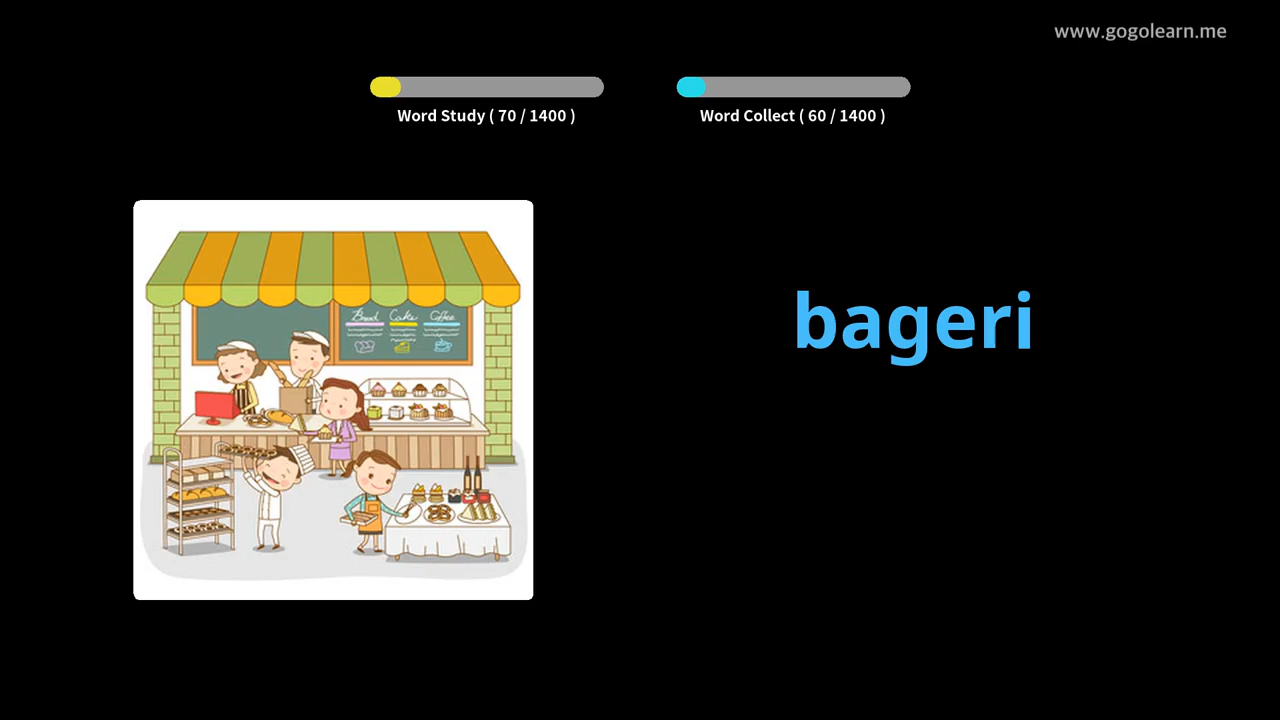 www.gogolearn.me
Word Study ( 70 / 1400 )
Word Collect ( 60 / 1400 )
Bread Cake Coffee
bageri